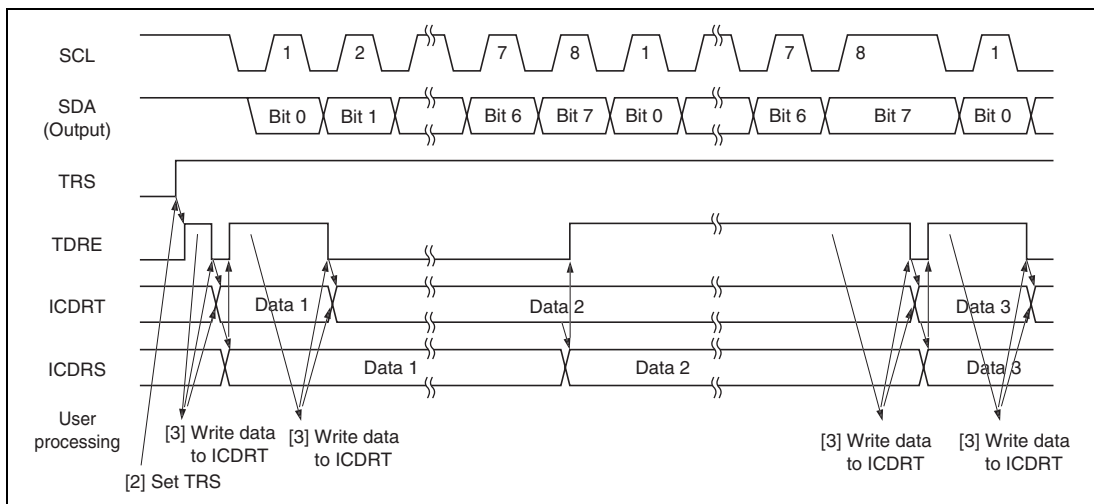 SCL 1 2 7 8 1 7 8 1
SDA
(Output) Bit 0 Bit 1 Bit 6 Bit 7 Bit 0 Bit 6 Bit 7 Bit 0
TRS
TDRE
ICDRT Data 1 Data 2 Data 3
ICDRS Data 1 Data 2 Data 3
User
processing
[3] Write data
to ICDRT
[3] Write data
to ICDRT
[3] Write data
to ICDRT
[3] Write data
to ICDRT
[2] Set TRS